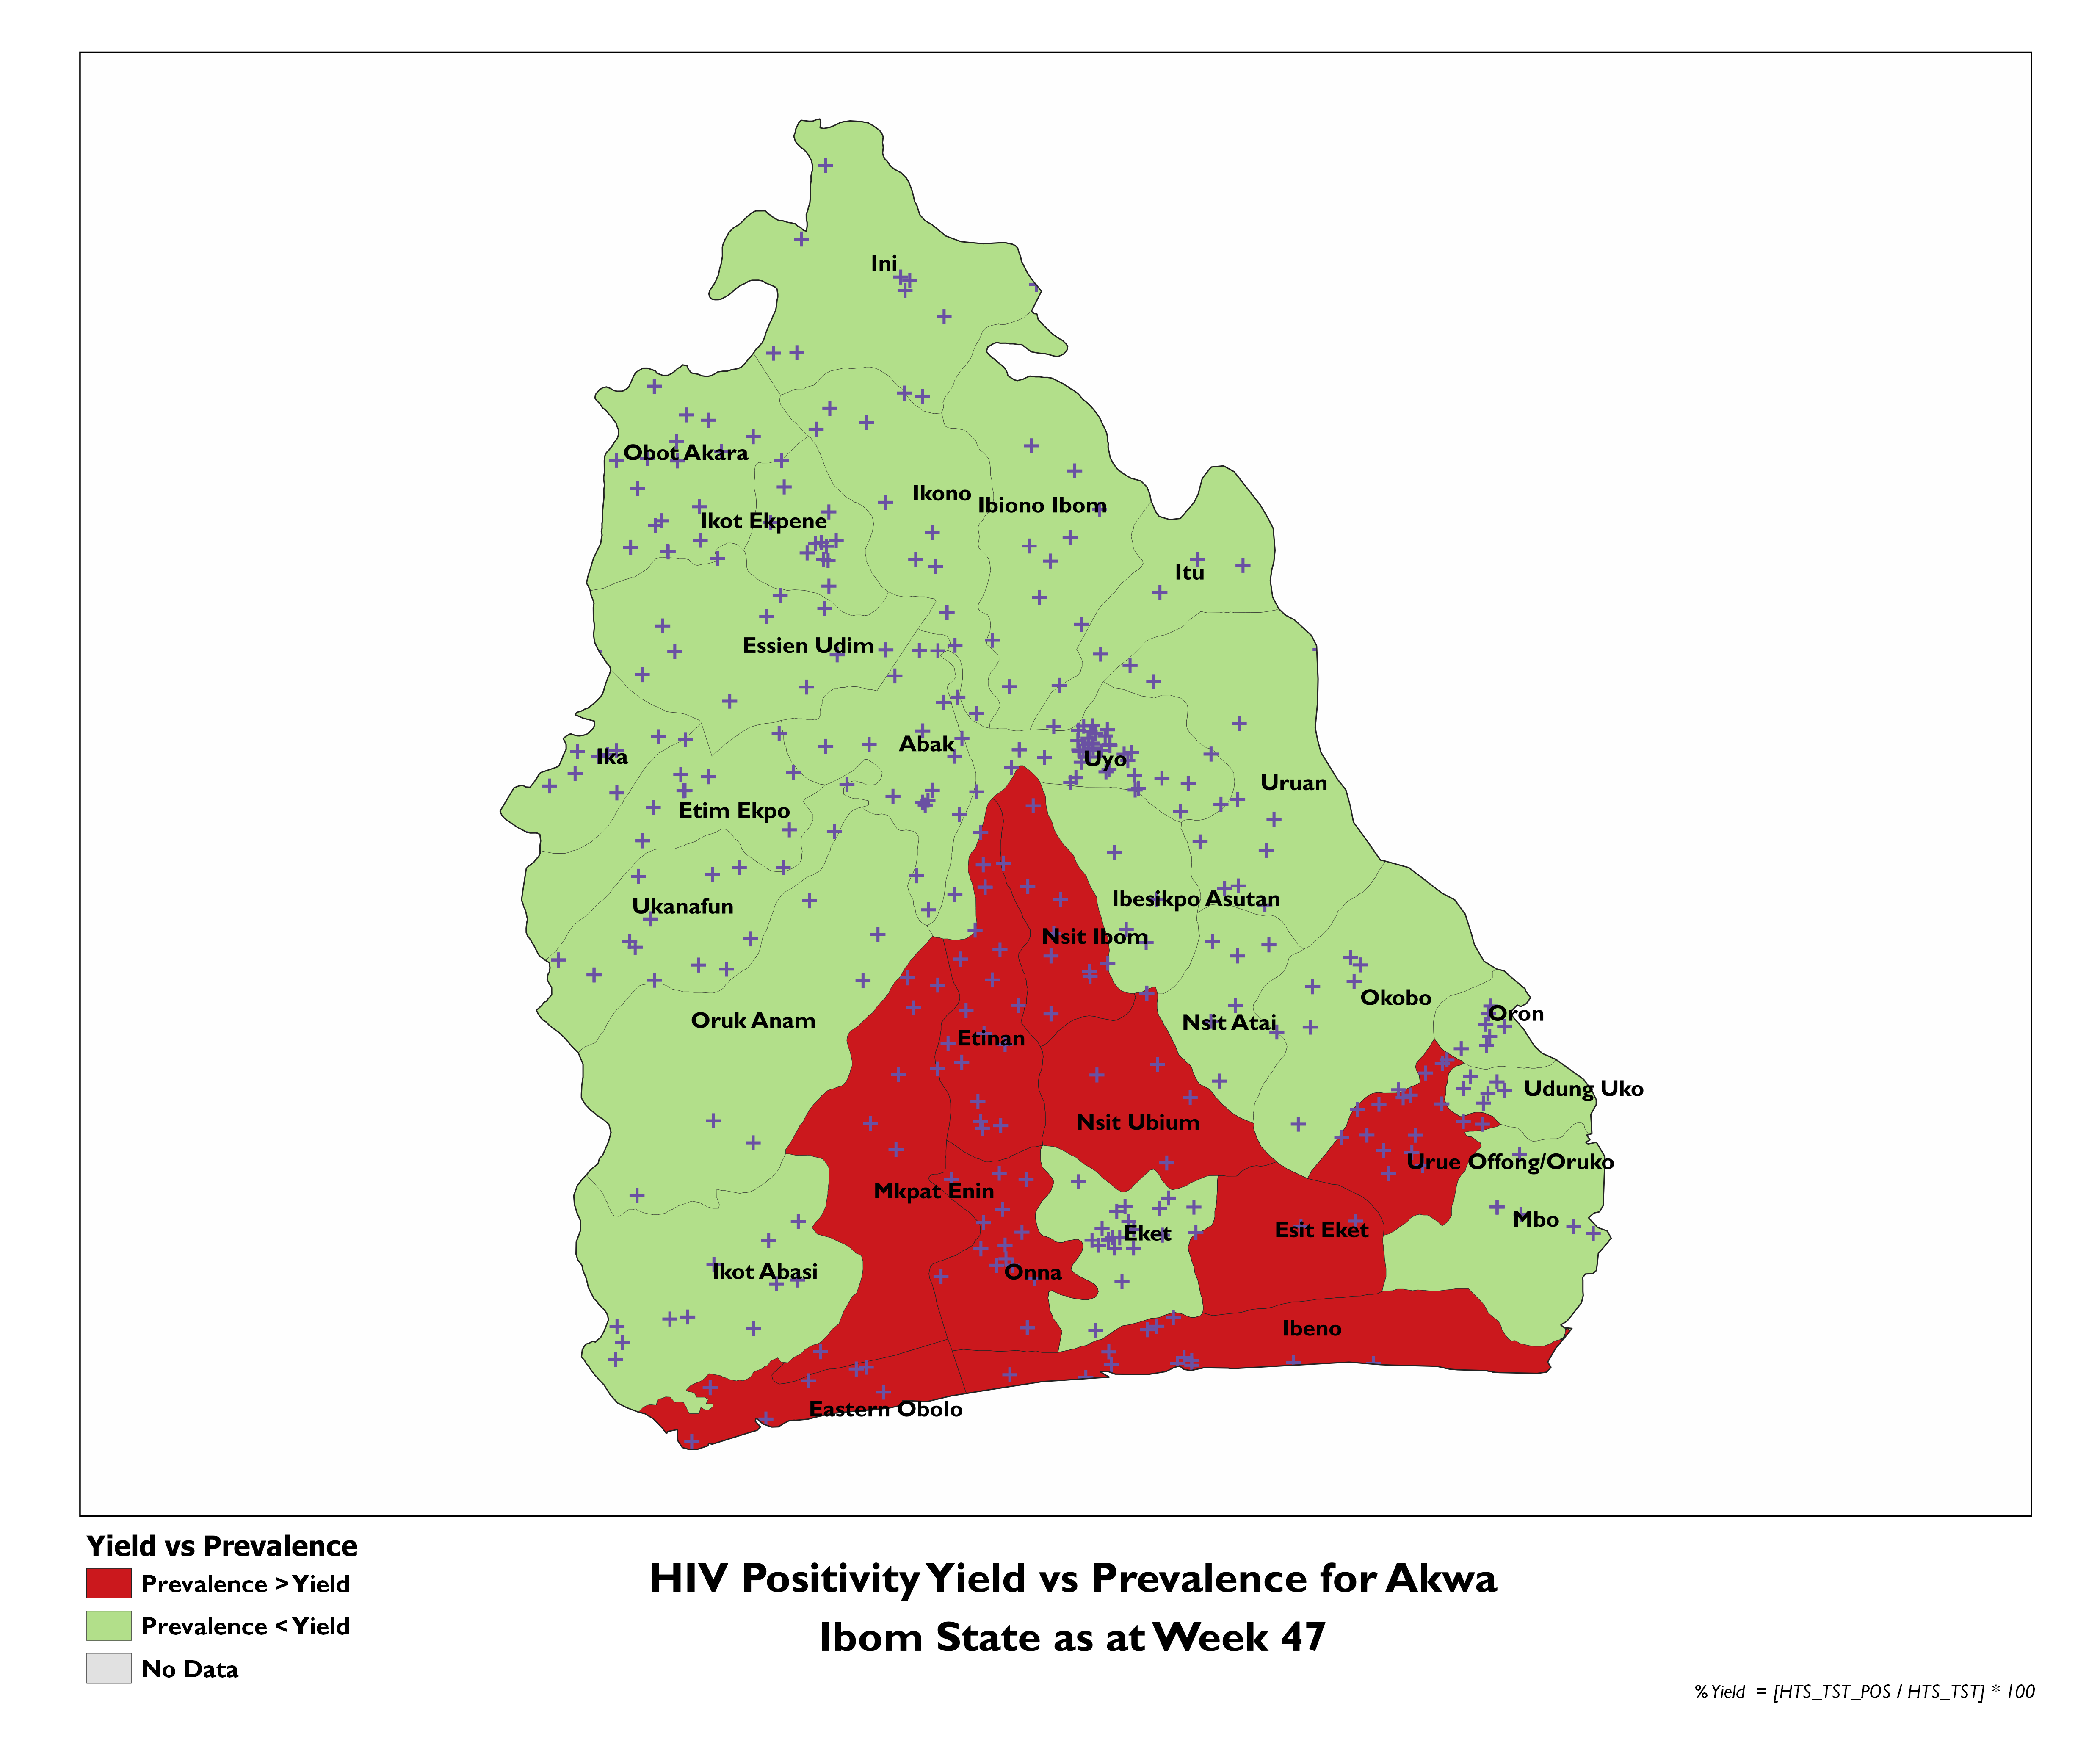 Ini
Obot Akara
Ikono
Ibiono Ibom
Ikot Ekpene
Itu
Essien Udim
Abak
Ika
Uyo
Uruan
Etim Ekpo
Ibesikpo Asutan
Ukanafun
Nsit Ibom
Okobo
Oron
Oruk Anam
Nsit Atai
Etinan
Udung Uko
Nsit Ubium
Urue Offong/Oruko
Mkpat Enin
Mbo
Eket
Esit Eket
Ikot Abasi
Onna
Ibeno
Eastern Obolo
Yield vs Prevalence
Prevalence > Yield
Prevalence < Yield
No Data
HIV Positivity Yield vs Prevalence for Akwa
Ibom State as at Week 47
% Yield = [HTS_TST_POS / HTS_TST] * 100